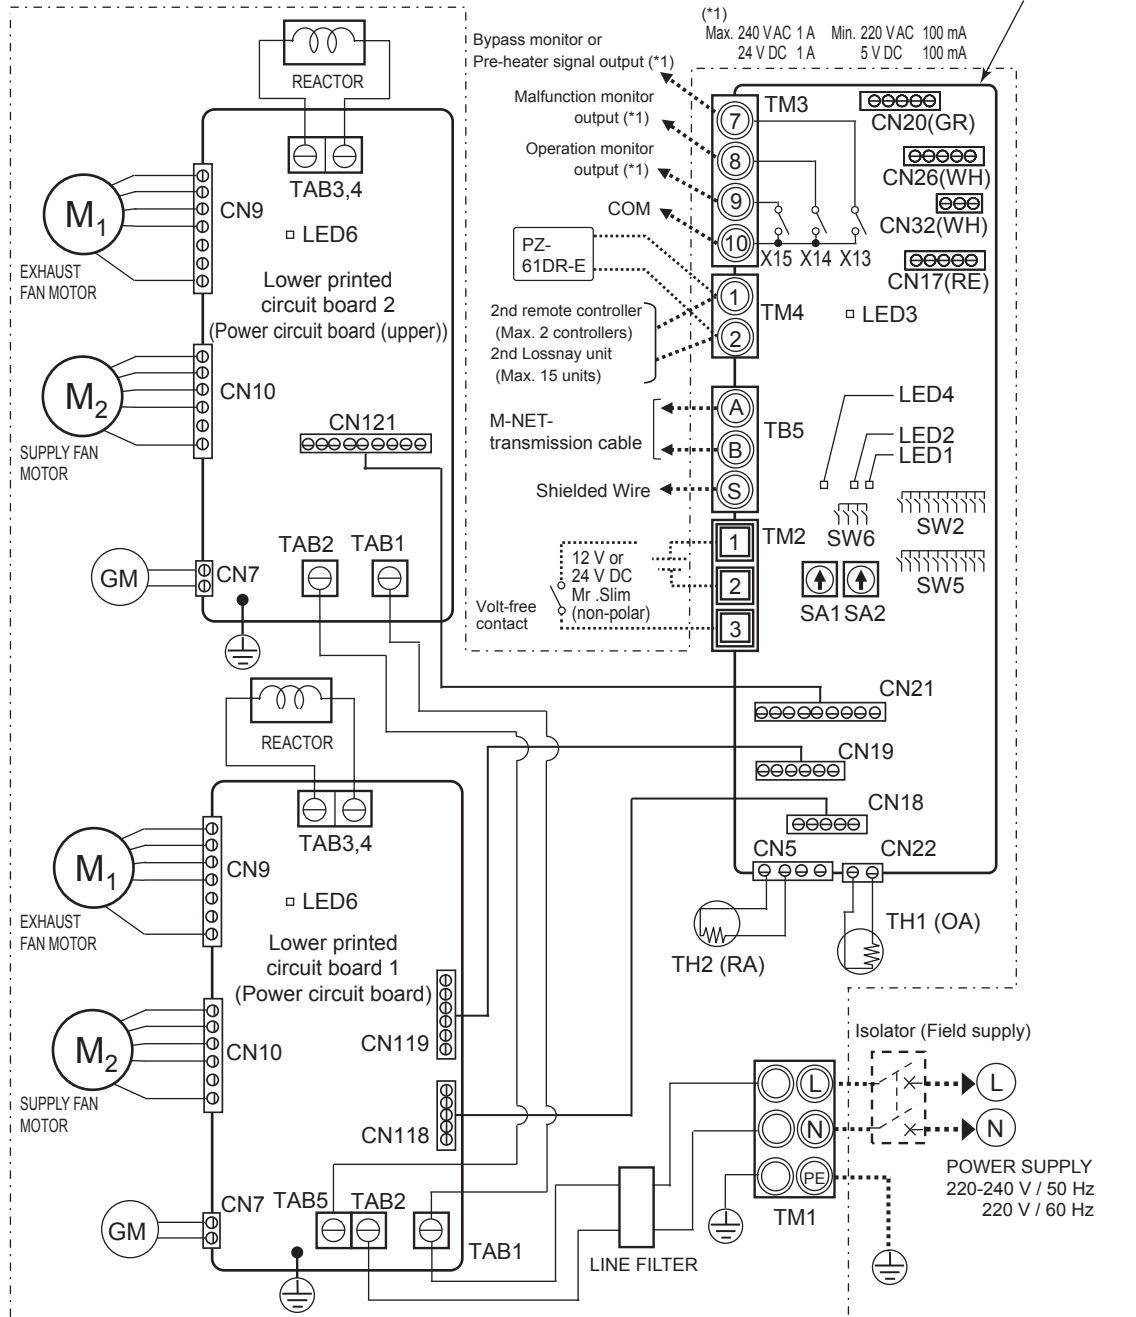 (*1)
Max. 240 VAC 1 A Min. 220 VAC 100 mA
24 V DC 1 A 5 V DC 100 mA
Bypass monitor or
Pre-heater signal output (*1)
Malfunction monitor
output (*1)
Operation monitor
output (*1)
COM
PZ-
61DR-E
2nd remote controller
(Max. 2 controllers)
2nd Lossnay unit
(Max. 15 units)
M-NET-
transmission cable
Shielded Wire
12 V or
24 V DC
Mr .Slim
(non-polar)
Volt-free
contact
TM3
7
8
9
10
X15 X14 X13
1
2
TM4
A
B
S
TB5
1
2
3
TM2
CN20(GR)
CN26(WH)
CN32(WH)
CN17(RE)
LED3
LED4
LED2
LED1
SW6
SW2
SW5
SA1 SA2
CN21
CN19
CN18
CN5
CN22
TH2 (RA)
TH1 (OA)
REACTOR
TAB3,4
M1
EXHAUST
FAN MOTOR
CN9
LED6
Lower printed
circuit board 2
(Power circuit board (upper))
M2
SUPPLY FAN
MOTOR
CN10
CN121
TAB2 TAB1
GM
CN7
REACTOR
TAB3,4
M1
EXHAUST
FAN MOTOR
CN9
LED6
Lower printed
circuit board 1
(Power circuit board)
M2
SUPPLY FAN
MOTOR
CN10
CN119
CN118
GM
CN7
TAB5 TAB2
TAB1
LINE FILTER
L
N
PE
TM1
Isolator (Field supply)
L
N
POWER SUPPLY
220-240 V / 50 Hz
220 V / 60 Hz